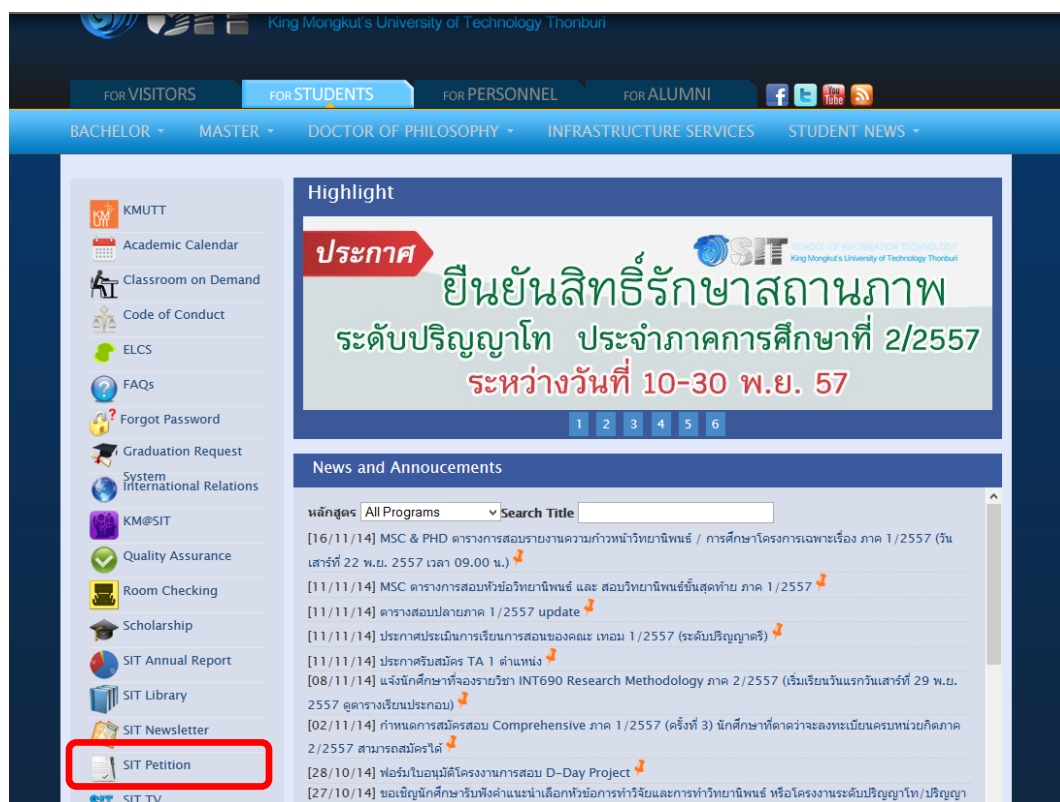 King Mongkut's University of Technology Thonburi
FOR VISITORS
FOR STUDENTS
FOR PERSONNEL
FOR ALUMNI
You Tube
BACHELOR
MASTER
DOCTOR OF PHILOSOPHY
INFRASTRUCTURE SERVICES
STUDENT NEWS
KMUTT
Academic Calendar
Classroom on Demand
Code of Conduct
ELCS
FAQs
Forgot Password
Graduation Request
System
International Relations
KM@SIT
Quality Assurance
Room Checking
Scholarship
SIT Annual Report
SIT Library
SIT Newsletter
SIT Petition
SIT TV
Highlight
ประกาศ
SIT
SCHOOL OF INFORMATION TECHNOLOGY
King Mongkut's University of Technology Thonburi
ยืนยันสิทธิ์รักษาสถานภาพ
ระดับปริญญาโท ประจำภาคการศึกษาที่ 2/2557
ระหว่างวันที่ 10-30 พ.ย. 57
1 2 3 4 5 6
News and Annoucements
หลักสูตร All Programs Search Title
[16/11/14] MSC & PHD ตารางการสอบรายงานความก้าวหน้าวิทยานิพนธ์ / การศึกษาโครงการเฉพาะเรื่อง ภาค 1/2557 (วัน
เสาร์ที่ 22 พ.ย. 2557 เวลา 09.00 น.)
[11/11/14] MSC ตารางการสอบหัวข้อวิทยานิพนธ์ และ สอบวิทยานิพนธ์ขั้นสุดท้าย ภาค 1/2557
[11/11/14] ตารางสอบปลายภาค 1/2557 update
[11/11/14] ประกาศประเมินการเรียนการสอนของคณะ เทอม 1/2557 (ระดับปริญญาตรี)
[11/11/14] ประกาศรับสมัคร TA 1 ตำแหน่ง
[08/11/14] แจ้งนักศึกษาที่จองรายวิชา INT690 Research Methodology ภาค 2/2557 (เริ่มเรียนวันแรกวันเสาร์ที่ 29 พ.ย.
2557 ดูตารางเรียนประกอบ)
[02/11/14] กำหนดการสมัครสอบ Comprehensive ภาค 1/2557 (ครั้งที่ 3) นักศึกษาที่คาดว่าจะลงทะเบียนครบหน่วยกิตภาค
2/2557 สามารถสมัครได้
[28/10/14] ฟอร์มใบอนุมัติโครงงานการสอบ D-Day Project
[27/10/14] ขอเชิญนักศึกษารับฟังคำแนะนำเลือกหัวข้อการทำวิจัยและการทำวิทยานิพนธ์ หรือโครงงานระดับปริญญาโท/ปริญญา